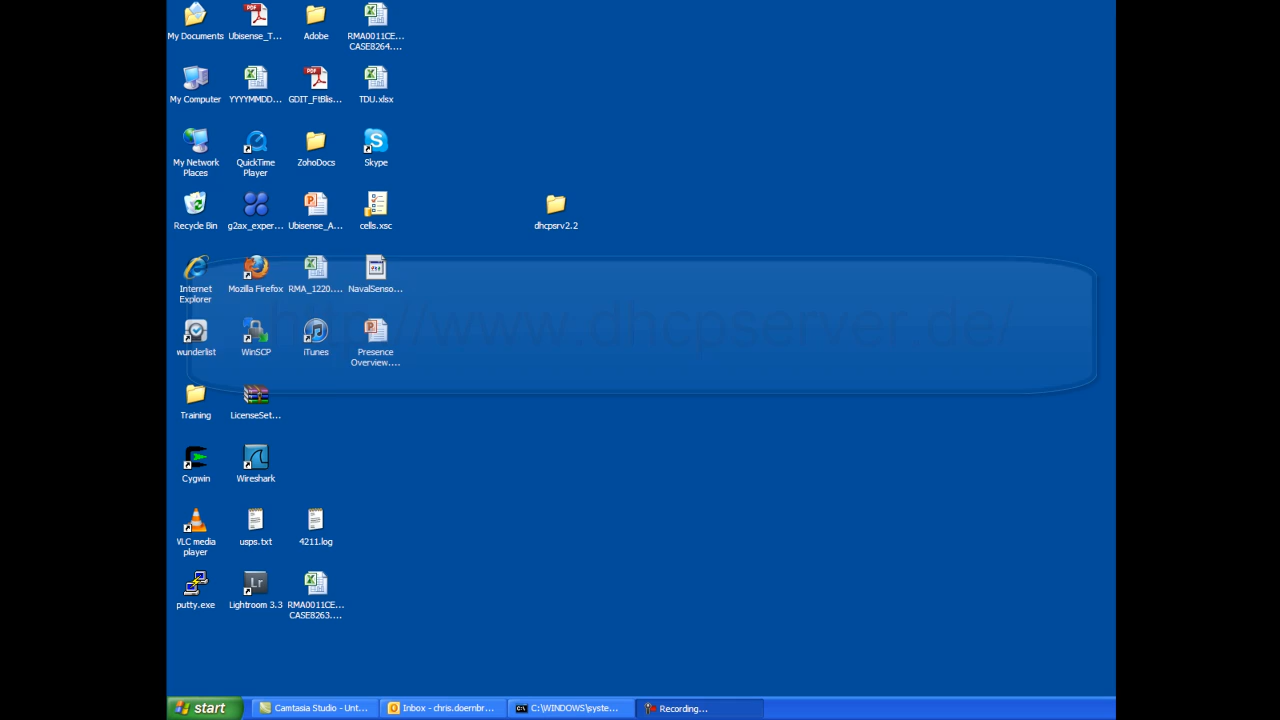 My Documents
Ubisense_T...
Adobe
RMA0011CE...
CASE8264....
My Computer
YYYYMMDD...
GDIT_FtBlis...
TDU.xlsx
My Network
Places
QuickTime
Player
ZohoDocs
Skype
Recycle Bin
g2ax_exper...
Ubisense_A...
cells.xsc
dhcpsrv2.2
Internet
Explorer
Mozilla Firefox
RMA_1220....
NavalSenso...
http://www.dhcpserver.de/
wunderlist
WinSCP
iTunes
Presence
Overview....
Training
LicenseSet...
Cygwin
Wireshark
VLC media
player
usps.txt
4211.log
putty.exe
Lr
Lightroom 3.3
RMA0011CE...
CASE8263....
start
Camtasia Studio - Unt...
Inbox - chris.doernbr...
C:\WINDOWS\syste...
Recording...